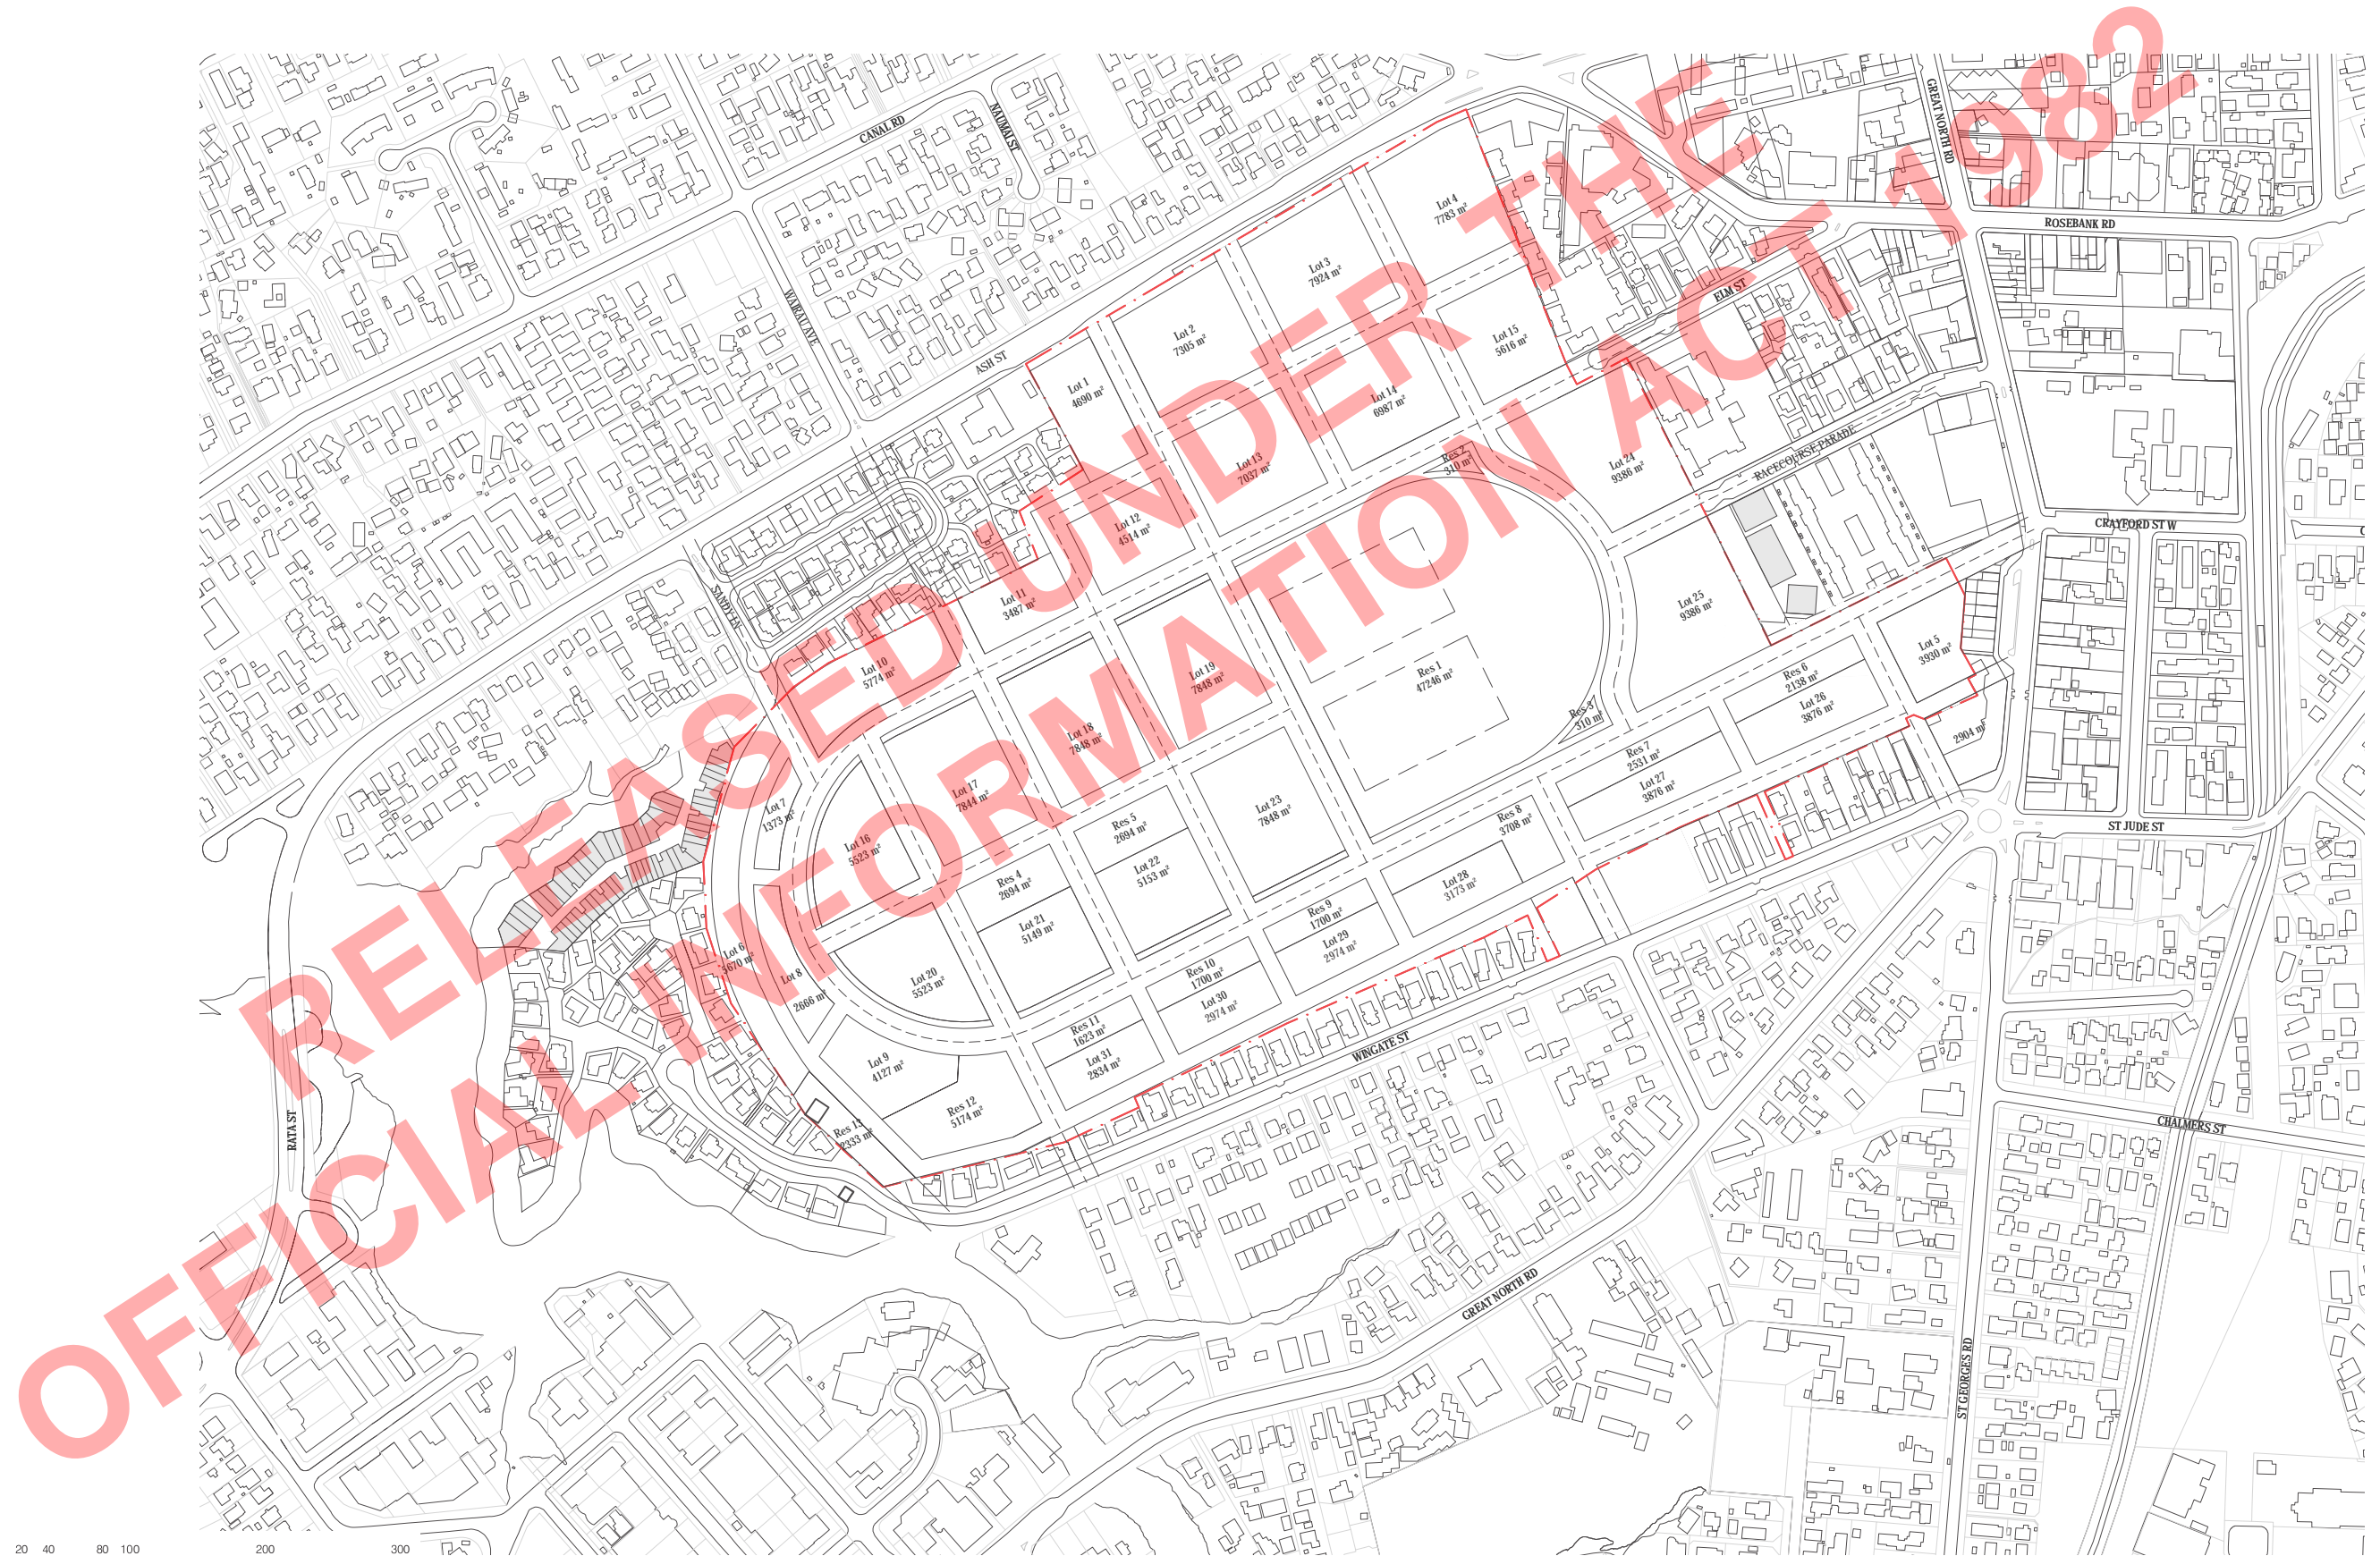 RELEASED UNDER THE
OFFICIAL INFORMATION ACT 1982
CANAL RD
NAUMAI ST
GREAT NORTH RD
ROSEBANK RD
WAIRAU AVE
ASH ST
ELM ST
RACECOURSE PARADE
CRAYFORD ST W
SANDY LN
ST JUDE ST
WINGATE ST
RATA ST
CHALMERS ST
GREAT NORTH RD
ST GEORGES RD
Lot 4
7783 m²
Lot 3
7924 m²
Lot 2
7305 m²
Lot 1
4690 m²
Lot 15
5616 m²
Lot 14
6987 m²
Lot 13
7037 m²
Lot 12
4514 m²
Lot 11
3487 m²
Lot 10
5774 m²
Res 2
310 m²
Lot 24
9386 m²
Lot 25
9386 m²
Lot 5
3930 m²
2904 m²
Res 1
47246 m²
Res 3
310 m²
Res 6
2138 m²
Lot 26
3876 m²
Res 7
2531 m²
Lot 27
3876 m²
Lot 19
7848 m²
Lot 18
7848 m²
Lot 17
7844 m²
Lot 16
5523 m²
Lot 7
1373 m²
Lot 23
7848 m²
Res 5
2694 m²
Lot 22
5153 m²
Res 4
2694 m²
Lot 21
5149 m²
Lot 20
5523 m²
Res 8
3708 m²
Lot 28
3173 m²
Res 9
1700 m²
Lot 29
2974 m²
Res 10
1700 m²
Lot 30
2974 m²
Res 11
1623 m²
Lot 31
2834 m²
Lot 6
5670 m²
Lot 8
2666 m²
Lot 9
4127 m²
Res 12
5174 m²
Res 13
2333 m²
20 40 80 100 200 300